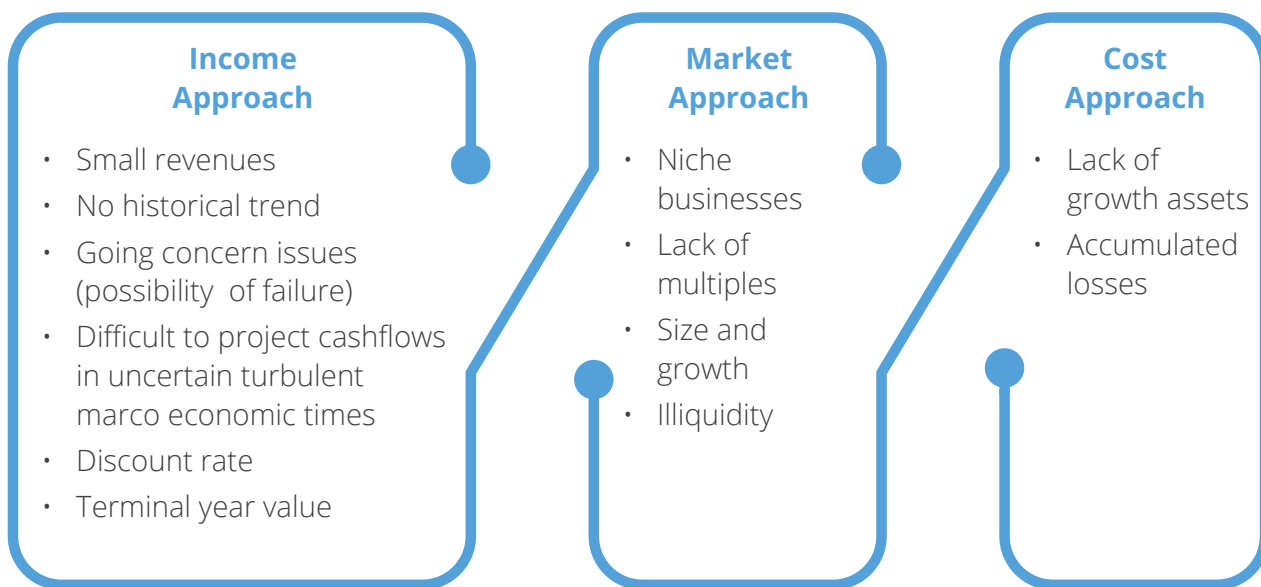 Income
Approach
• Small revenues
• No historical trend
• Going concern issues
(possibility of failure)
• Difficult to project cashflows
in uncertain turbulent
marco economic times
• Discount rate
• Terminal year value
Market
Approach
• Niche
businesses
• Lack of
multiples
• Size and
growth
• Illiquidity
Cost
Approach
• Lack of
growth assets
• Accumulated
losses